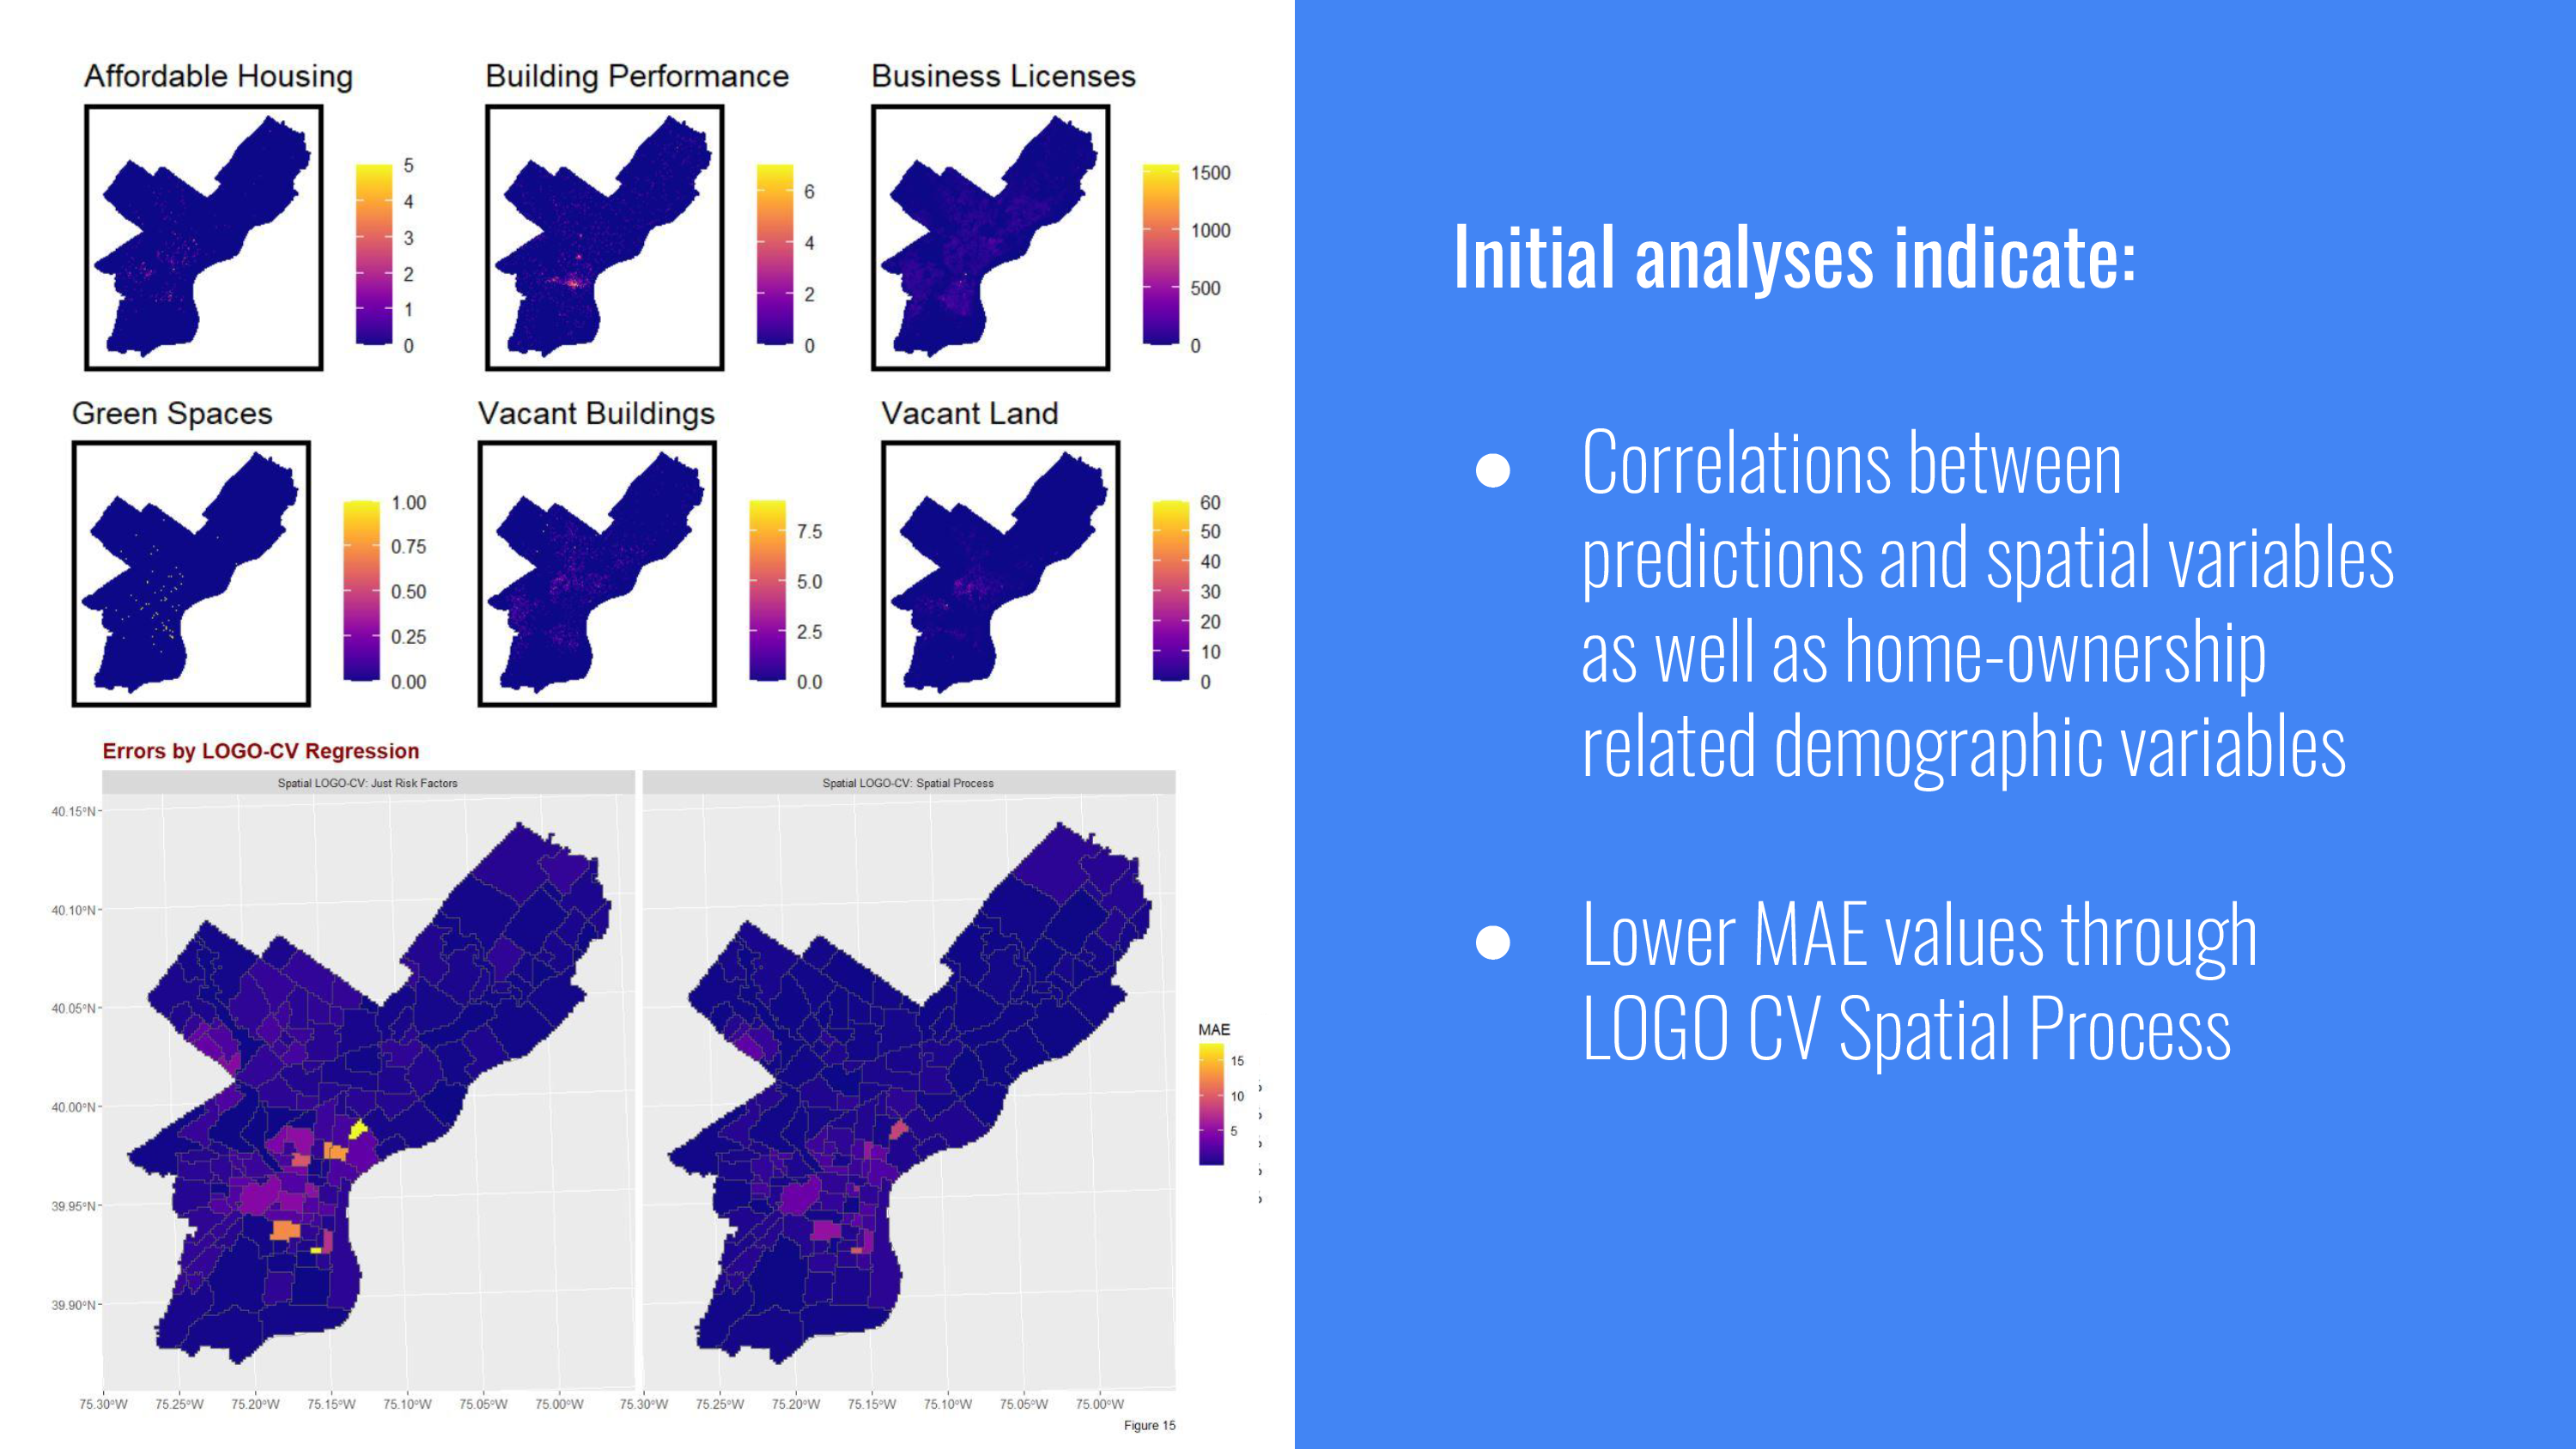 Affordable Housing
5
4
3
2
1
0
Building Performance
6
4
2
0
Business Licenses
1500
1000
500
0
Green Spaces
1.00
0.75
0.50
0.25
0.00
Vacant Buildings
7.5
5.0
2.5
0.0
Vacant Land
60
50
40
30
20
10
0
Errors by LOGO-CV Regression
Spatial LOGO-CV: Just Risk Factors
Spatial LOGO-CV: Spatial Process
40.15°N
40.10°N
40.05°N
40.00°N
39.95°N
39.90°N
75.30°W 75.25°W 75.20°W 75.15°W 75.10°W 75.05°W 75.00°W
75.30°W 75.25°W 75.20°W 75.15°W 75.10°W 75.05°W 75.00°W
MAE
15
10
5
Figure 15
Initial analyses indicate:
● Correlations between
predictions and spatial variables
as well as home-ownership
related demographic variables
● Lower MAE values through
LOGO CV Spatial Process